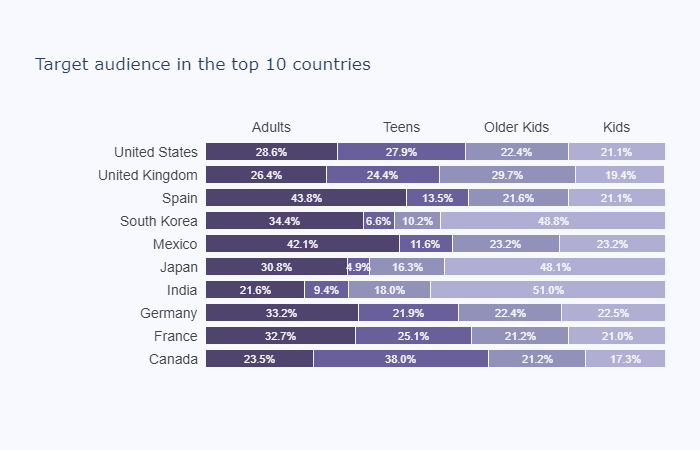 Target audience in the top 10 countries
Adults Teens Older Kids Kids
United States 28.6% 27.9% 22.4% 21.1%
United Kingdom 26.4% 24.4% 29.7% 19.4%
Spain 43.8% 13.5% 21.6% 21.1%
South Korea 34.4% 6.6% 10.2% 48.8%
Mexico 42.1% 11.6% 23.2% 23.2%
Japan 30.8% 4.9% 16.3% 48.1%
India 21.6% 9.4% 18.0% 51.0%
Germany 33.2% 21.9% 22.4% 22.5%
France 32.7% 25.1% 21.2% 21.0%
Canada 23.5% 38.0% 21.2% 17.3%